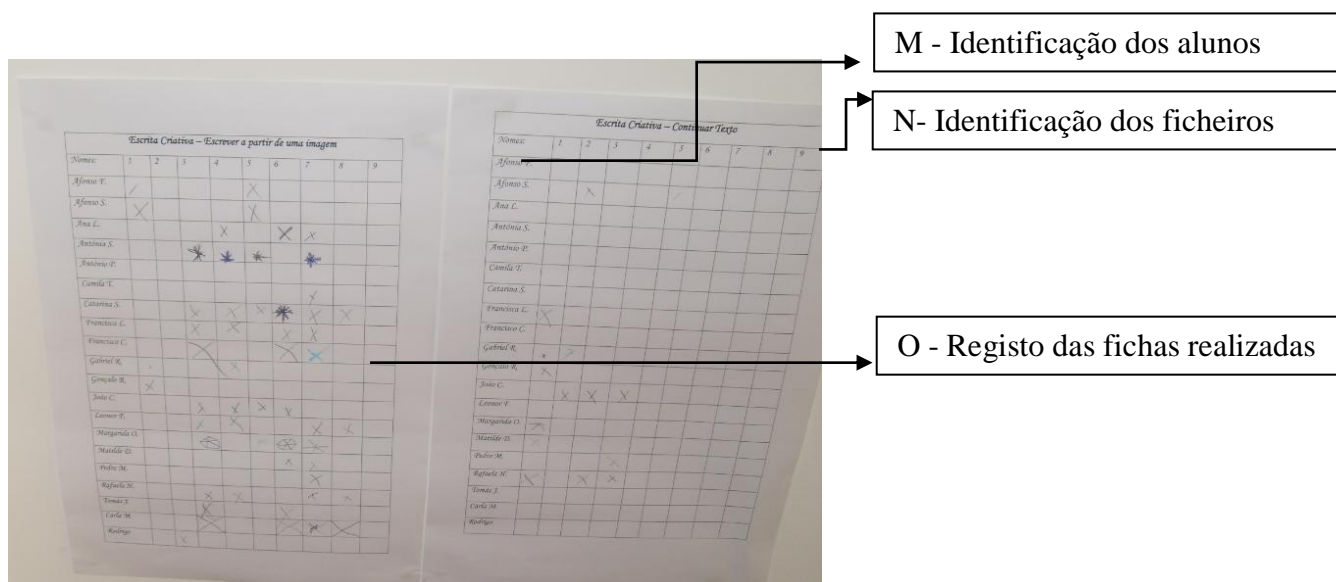 M - Identificação dos alunos
N- Identificação dos ficheiros
O - Registo das fichas realizadas
Escrita Criativa – Escrever a partir de uma imagem
Nomes: 1 2 3 4 5 6 7 8 9
Afonso T.
Afonso S.
Ana L.
Antónia S.
António P.
Camila T.
Catarina S.
Francisca L.
Francisco C.
Gabriel R.
Gonçalo R.
João C.
Leonor F.
Margarida O.
Matilde D.
Pedro M.
Rafaela N.
Tomás J.
Carla M.
Rodrigo
Escrita Criativa – Continuar Texto
Nomes: 1 2 3 4 5 6 7 8 9
Afonso T.
Afonso S.
Ana L.
Antónia S.
António P.
Camila T.
Catarina S.
Francisca L.
Francisco C.
Gabriel R.
Gonçalo R.
João C.
Leonor F.
Margarida O.
Matilde D.
Pedro M.
Rafaela N.
Tomás J.
Carla M.
Rodrigo